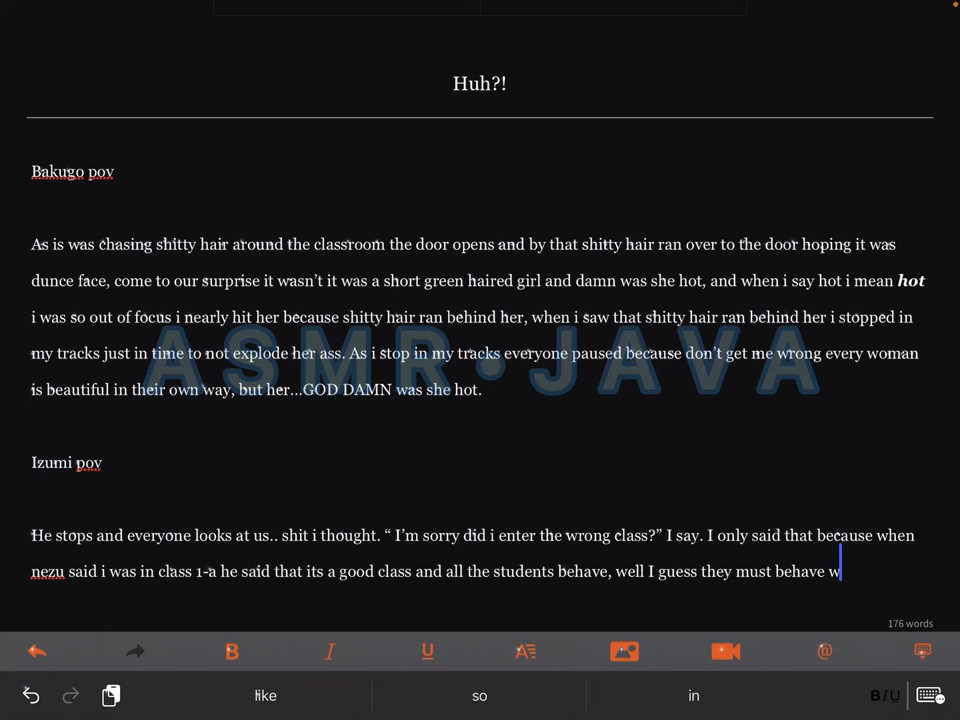 Huh?!
Bakugo pov
As is was chasing shitty hair around the classroom the door opens and by that shitty hair ran over to the door hoping it was
dunce face, come to our surprise it wasn't it was a short green haired girl and damn was she hot, and when i say hot i mean hot
i was so out of focus i nearly hit her because shitty hair ran behind her, when i saw that shitty hair ran behind her i stopped in
my tracks just in time to not explode her ass. As i stop in my tracks everyone paused because don't get me wrong every woman
is beautiful in their own way, but her...GOD DAMN was she hot.
ASMR•JAVA
Izumi pov
He stops and everyone looks at us.. shit i thought. “ I'm sorry did i enter the wrong class?” I say. I only said that because when
nezu said i was in class 1-a he said that its a good class and all the students behave, well I guess they must behave w
176 words
B I U A @
like so in
B I U